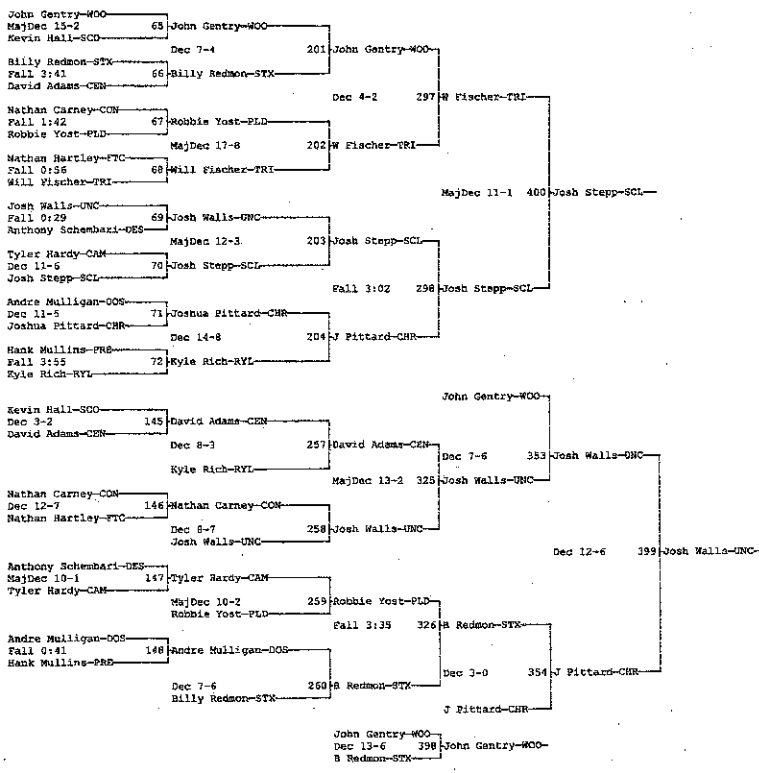 John Gentry-WOO
MajDec 15-2 65 John Gentry-WOO
Kevin Hall-SCO
Dec 7-4 201 John Gentry-WOO
Billy Redmon-STX
Fall 3:41 66 Billy Redmon-STX
David Adams-CEN
Dec 4-2 297 W Fischer-TRI
Nathan Carney-CON
Fall 1:42 67 Robbie Yost-PLD
Robbie Yost-PLD
MajDec 17-8 202 W Fischer-TRI
Nathan Hartley-FTC
Fall 0:56 68 Will Fischer-TRI
Will Fischer-TRI
MajDec 11-1 400 Josh Stepp-SCL
Josh Walls-UNC
Fall 0:29 69 Josh Walls-UNC
Anthony Schembari-DES
MajDec 12-3 203 Josh Stepp-SCL
Tyler Hardy-CAM
Dec 11-6 70 Josh Stepp-SCL
Josh Stepp-SCL
Fall 3:02 298 Josh Stepp-SCL
Andre Mulligan-DOS
Dec 11-5 71 Joshua Pittard-CHR
Joshua Pittard-CHR
Dec 14-8 204 J Pittard-CHR
Hank Mullins-PRE
Fall 3:55 72 Kyle Rich-RYL
Kyle Rich-RYL
John Gentry-WOO
Kevin Hall-SCO
Dec 3-2 145 David Adams-CEN
David Adams-CEN
Dec 8-3 257 David Adams-CEN
Dec 7-6 353 Josh Walls-UNC
Kyle Rich-RYL
MajDec 13-2 325 Josh Walls-UNC
Nathan Carney-CON
Dec 12-7 146 Nathan Carney-CON
Nathan Hartley-FTC
Dec 8-7 258 Josh Walls-UNC
Josh Walls-UNC
Dec 12-6 399 Josh Walls-UNC
Anthony Schembari-DES
MajDec 10-1 147 Tyler Hardy-CAM
Tyler Hardy-CAM
MajDec 10-2 259 Robbie Yost-PLD
Robbie Yost-PLD
Fall 3:35 326 B Redmon-STX
Andre Mulligan-DOS
Fall 0:41 148 Andre Mulligan-DOS
Hank Mullins-PRE
Dec 3-0 354 J Pittard-CHR
Dec 7-6 260 B Redmon-STX
Billy Redmon-STX
J Pittard-CHR
John Gentry-WOO
Dec 13-6 398 John Gentry-WOO
B Redmon-STX